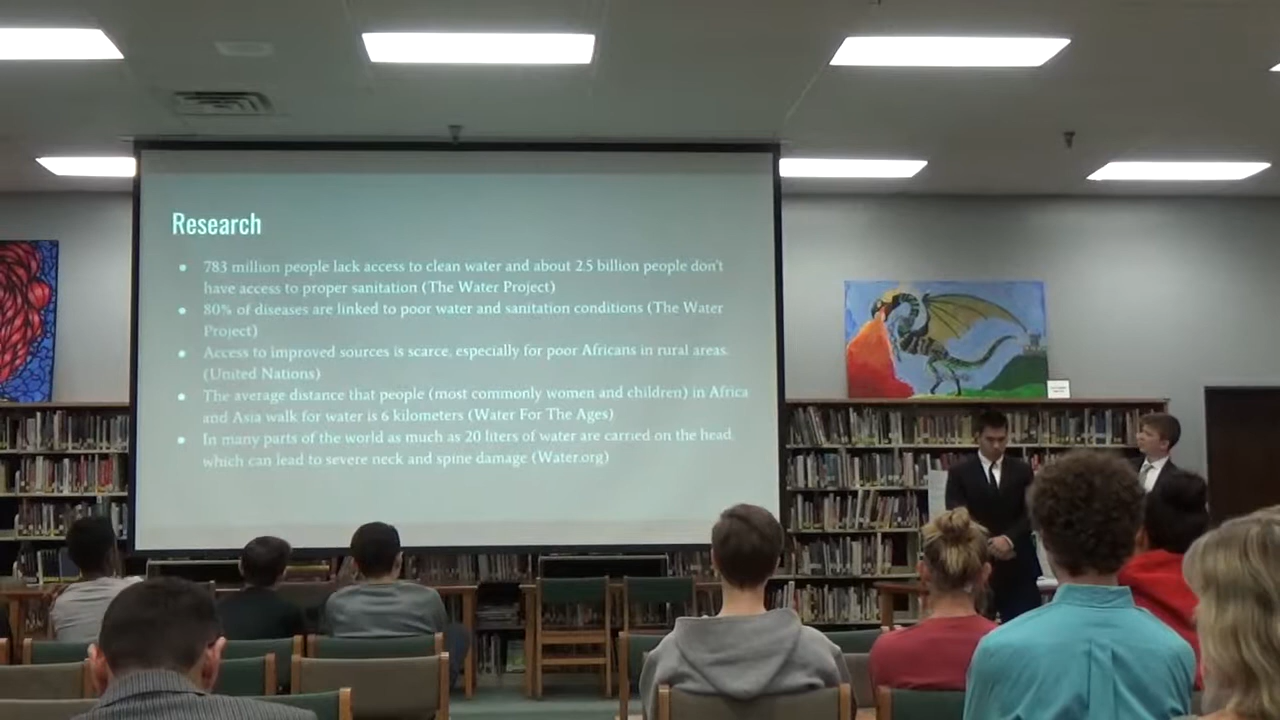 Research
783 million people lack access to clean water and about 2.5 billion people don't
have access to proper sanitation (The Water Project)
80% of diseases are linked to poor water and sanitation conditions (The Water
Project)
Access to improved sources is scarce, especially for poor Africans in rural areas.
(United Nations)
The average distance that people (most commonly women and children) in Africa
and Asia walk for water is 6 kilometers (Water For The Ages)
In many parts of the world as much as 20 liters of water are carried on the head,
which can lead to severe neck and spine damage (Water.org)